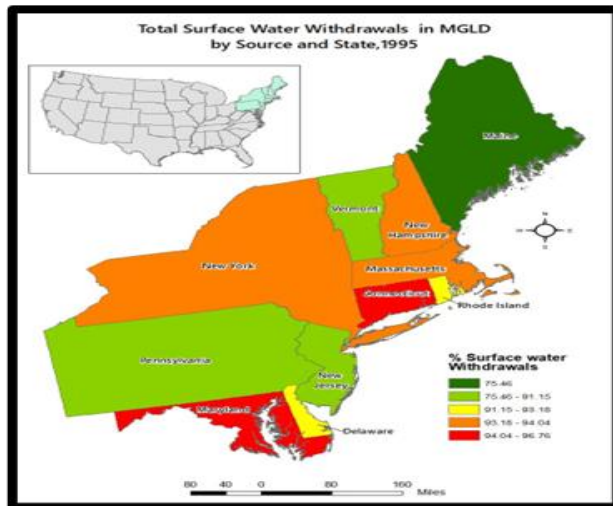 Total Surface Water Withdrawals in MGLD
by Source and State,1995
Maine
Vermont
New
Hampshire
New York
Massachusetts
Connecticut
Rhode Island
Pennsylvania
New
Jersey
Maryland
Delaware
N
% Surface water
Withdrawals
75.46
75.46 - 91.15
91.15 - 93.18
93.18 - 94.04
94.04 - 96.76
80 40 0 80 160
Miles